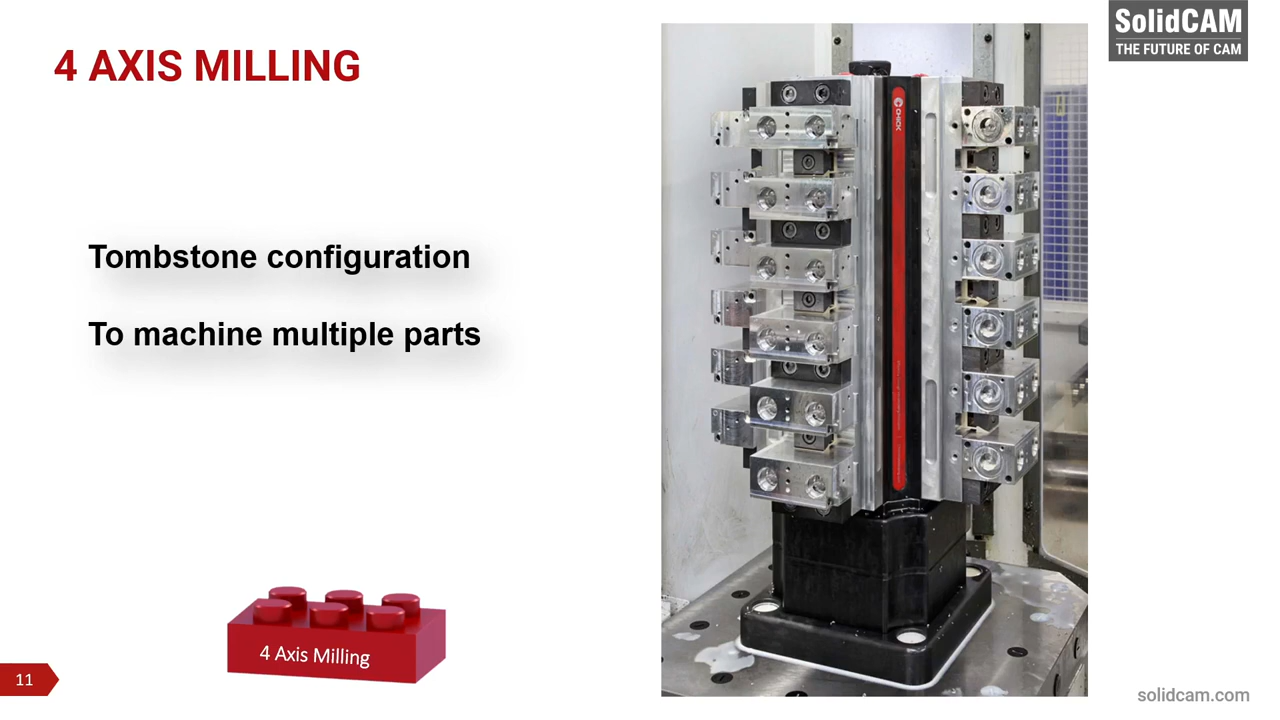 SolidCAM
THE FUTURE OF CAM
4 AXIS MILLING
Tombstone configuration
To machine multiple parts
CHICK
4 Axis Milling
11
solidcam.com